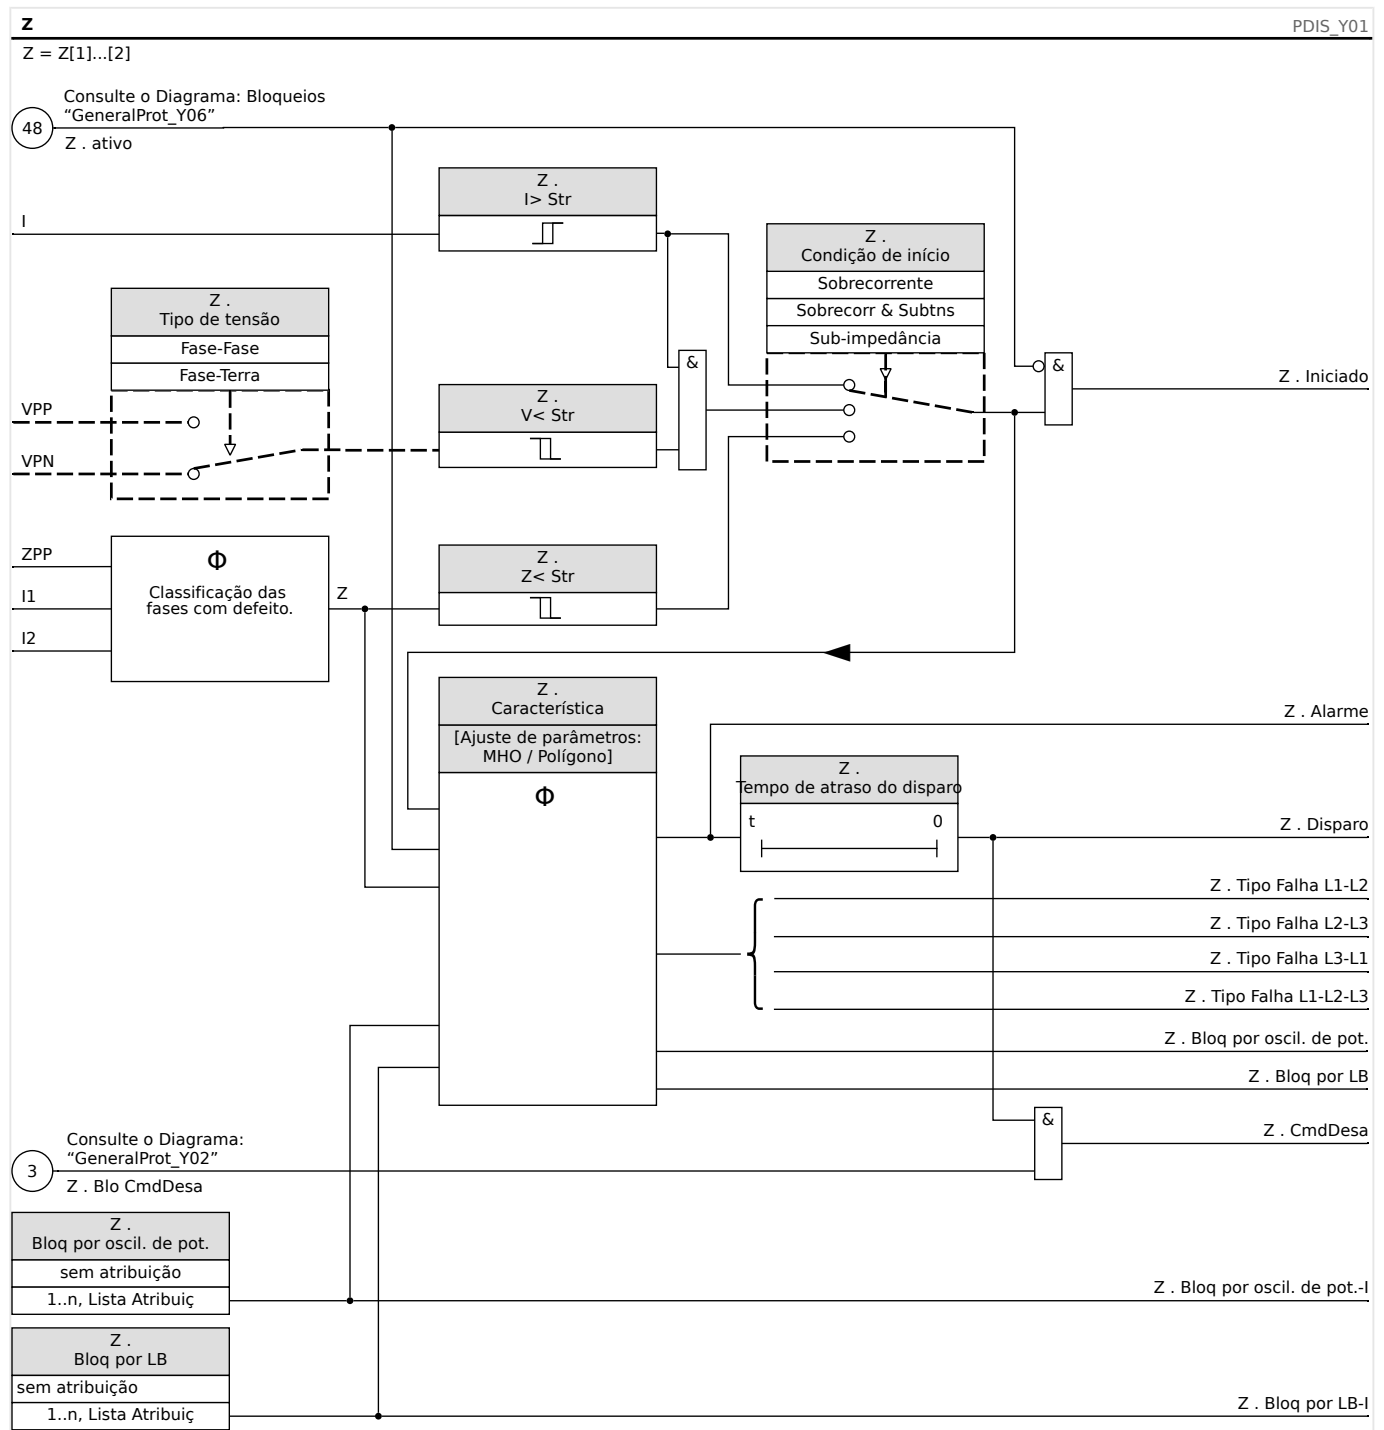 Z
PDIS_Y01
Z = Z[1]...[2]
Consulte o Diagrama: Bloqueios
“GeneralProt_Y06”
48
Z . ativo
Z .
I> Str
I
Z .
Condição de início
Sobrecorrente
Sobrecorr & Subtns
Sub-impedância
Z .
Tipo de tensão
Fase-Fase
Fase-Terra
&
&
Z . Iniciado
VPP
VPN
Z .
V< Str
ZPP
I1
I2
Φ
Classificação das
fases com defeito.
Z
Z .
Z< Str
Z .
Característica
[Ajuste de parâmetros:
MHO / Polígono]
Φ
Z . Alarme
Z .
Tempo de atraso do disparo
t
0
Z . Disparo
Z . Tipo Falha L1-L2
Z . Tipo Falha L2-L3
Z . Tipo Falha L3-L1
Z . Tipo Falha L1-L2-L3
Z . Bloq por oscil. de pot.
Z . Bloq por LB
&
Z . CmdDesa
Consulte o Diagrama:
“GeneralProt_Y02”
3
Z . Blo CmdDesa
Z .
Bloq por oscil. de pot.
sem atribuição
1..n, Lista Atribuiç
Z . Bloq por oscil. de pot.-I
Z .
Bloq por LB
sem atribuição
1..n, Lista Atribuiç
Z . Bloq por LB-I